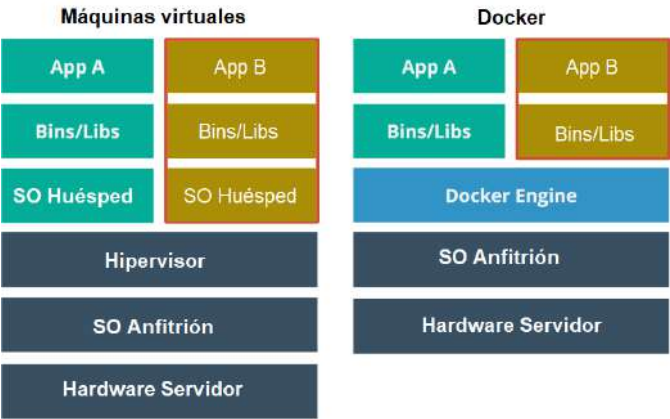 Máquinas virtuales
App A
App B
Bins/Libs
Bins/Libs
SO Huésped
SO Huésped
Hipervisor
SO Anfitrión
Hardware Servidor
Docker
App A
App B
Bins/Libs
Bins/Libs
Docker Engine
SO Anfitrión
Hardware Servidor